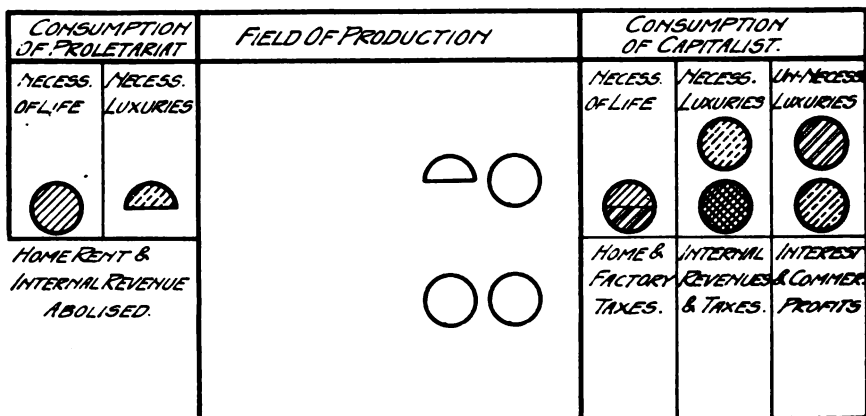 CONSUMPTION
OF PROLETARIAT
FIELD OF PRODUCTION
CONSUMPTION
OF CAPITALIST.
NECESS.
OF LIFE
NECESS.
LUXURIES
NECESS.
OF LIFE
NECESS.
LUXURIES
UN-NECESS
LUXURIES
HOME RENT &
INTERNAL REVENUE
ABOLISED.
HOME &
FACTORY
TAXES.
INTERNAL
REVENUES
& TAXES.
INTEREST
& COMMER.
PROFITS